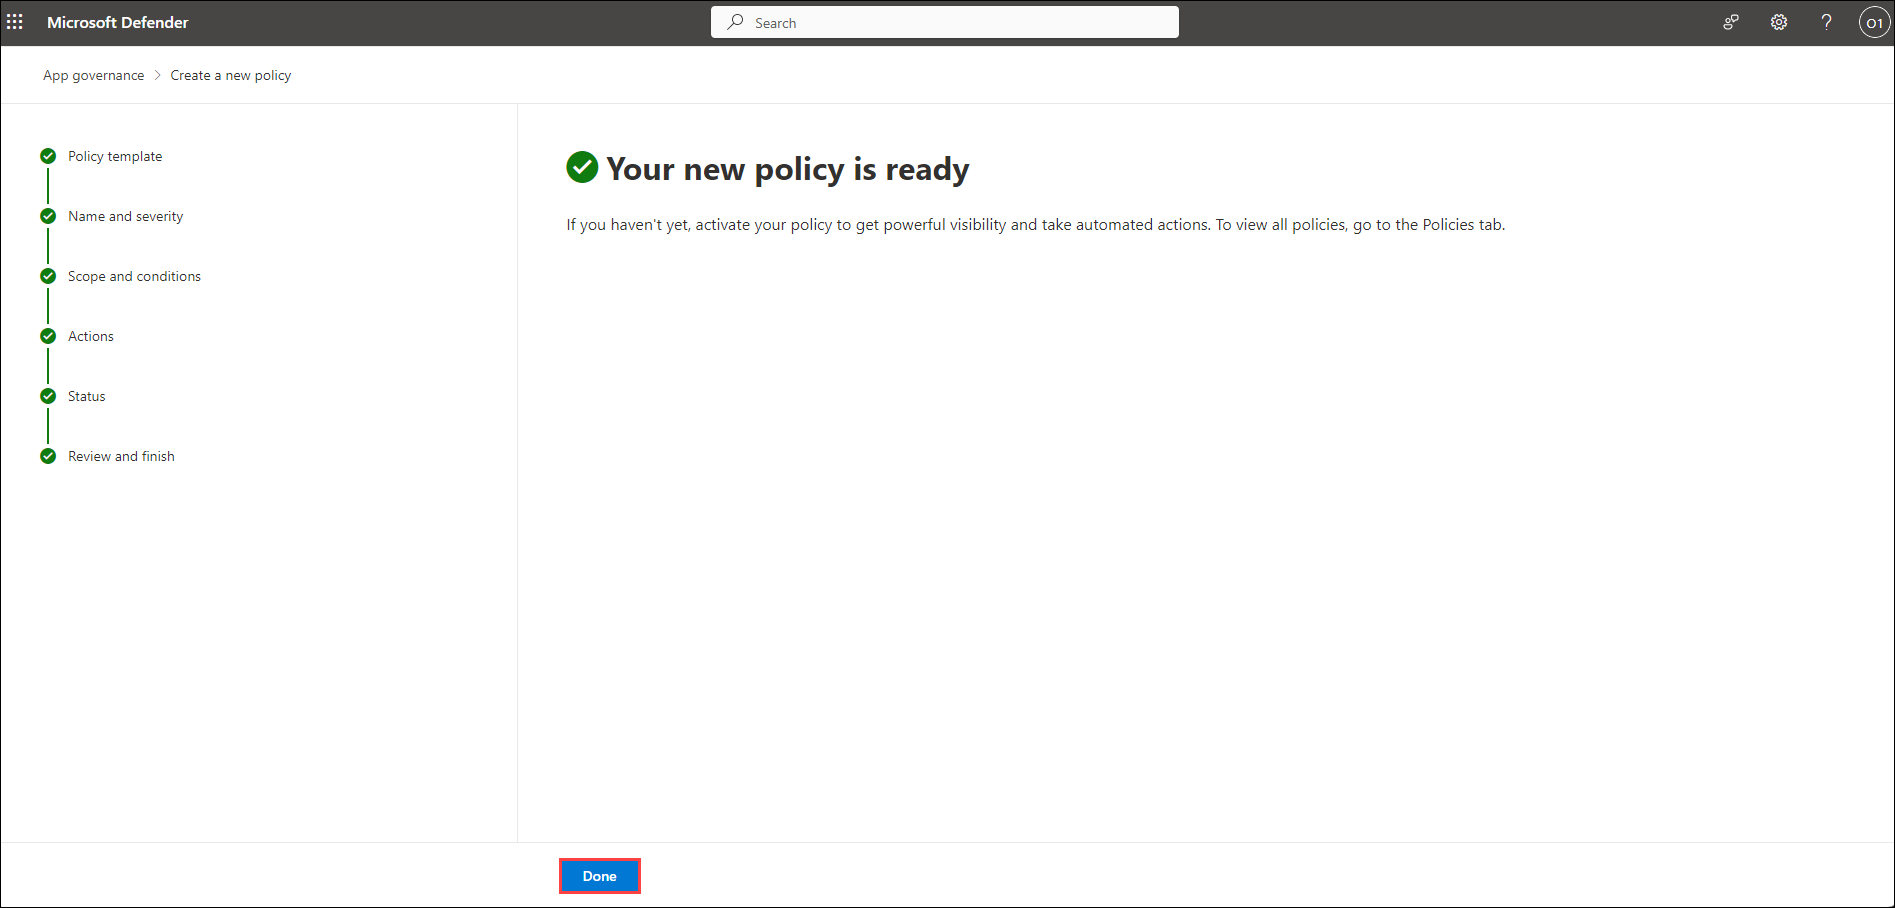 Microsoft Defender
Search
?
O1
App governance > Create a new policy
Policy template
Name and severity
Scope and conditions
Actions
Status
Review and finish
Your new policy is ready
If you haven't yet, activate your policy to get powerful visibility and take automated actions. To view all policies, go to the Policies tab.
Done